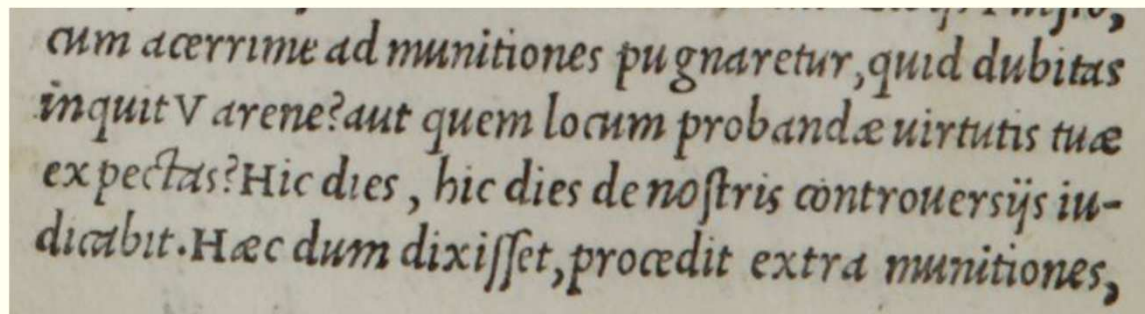 cum acerrime ad munitiones pugnaretur, quid dubitas
inquit Varene? aut quem locum probandæ uirtutis tuæ
expectas? Hic dies, hic dies de noſtris controuersijs iu-
dicabit. Hæc dum dixiſſet, procedit extra munitiones,